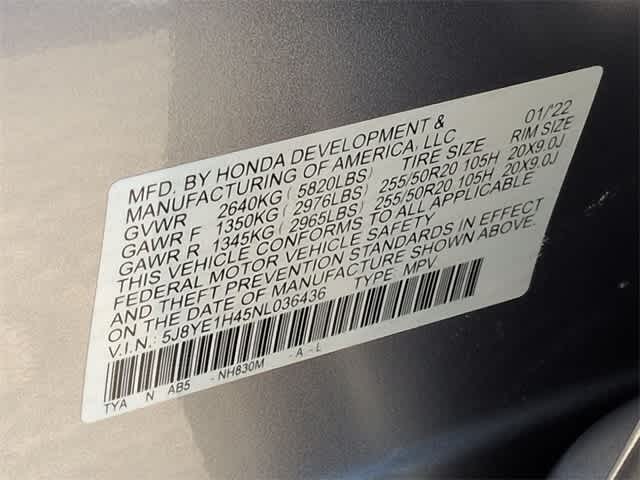 MFD. BY HONDA DEVELOPMENT & 01/'22
MANUFACTURING OF AMERICA, LLC
GVWR 2640KG ( 5820LBS) TIRE SIZE RIM SIZE
GAWR F 1350KG ( 2976LBS) 255/50R20 105H 20X9.0J
GAWR R 1345KG ( 2965LBS) 255/50R20 105H 20X9.0J
THIS VEHICLE CONFORMS TO ALL APPLICABLE
FEDERAL MOTOR VEHICLE SAFETY
AND THEFT PREVENTION STANDARDS IN EFFECT
ON THE DATE OF MANUFACTURE SHOWN ABOVE.
V.I.N.: 5J8YE1H45NL036436 TYPE: MPV
TYA N AB5 -NH830M -A-L